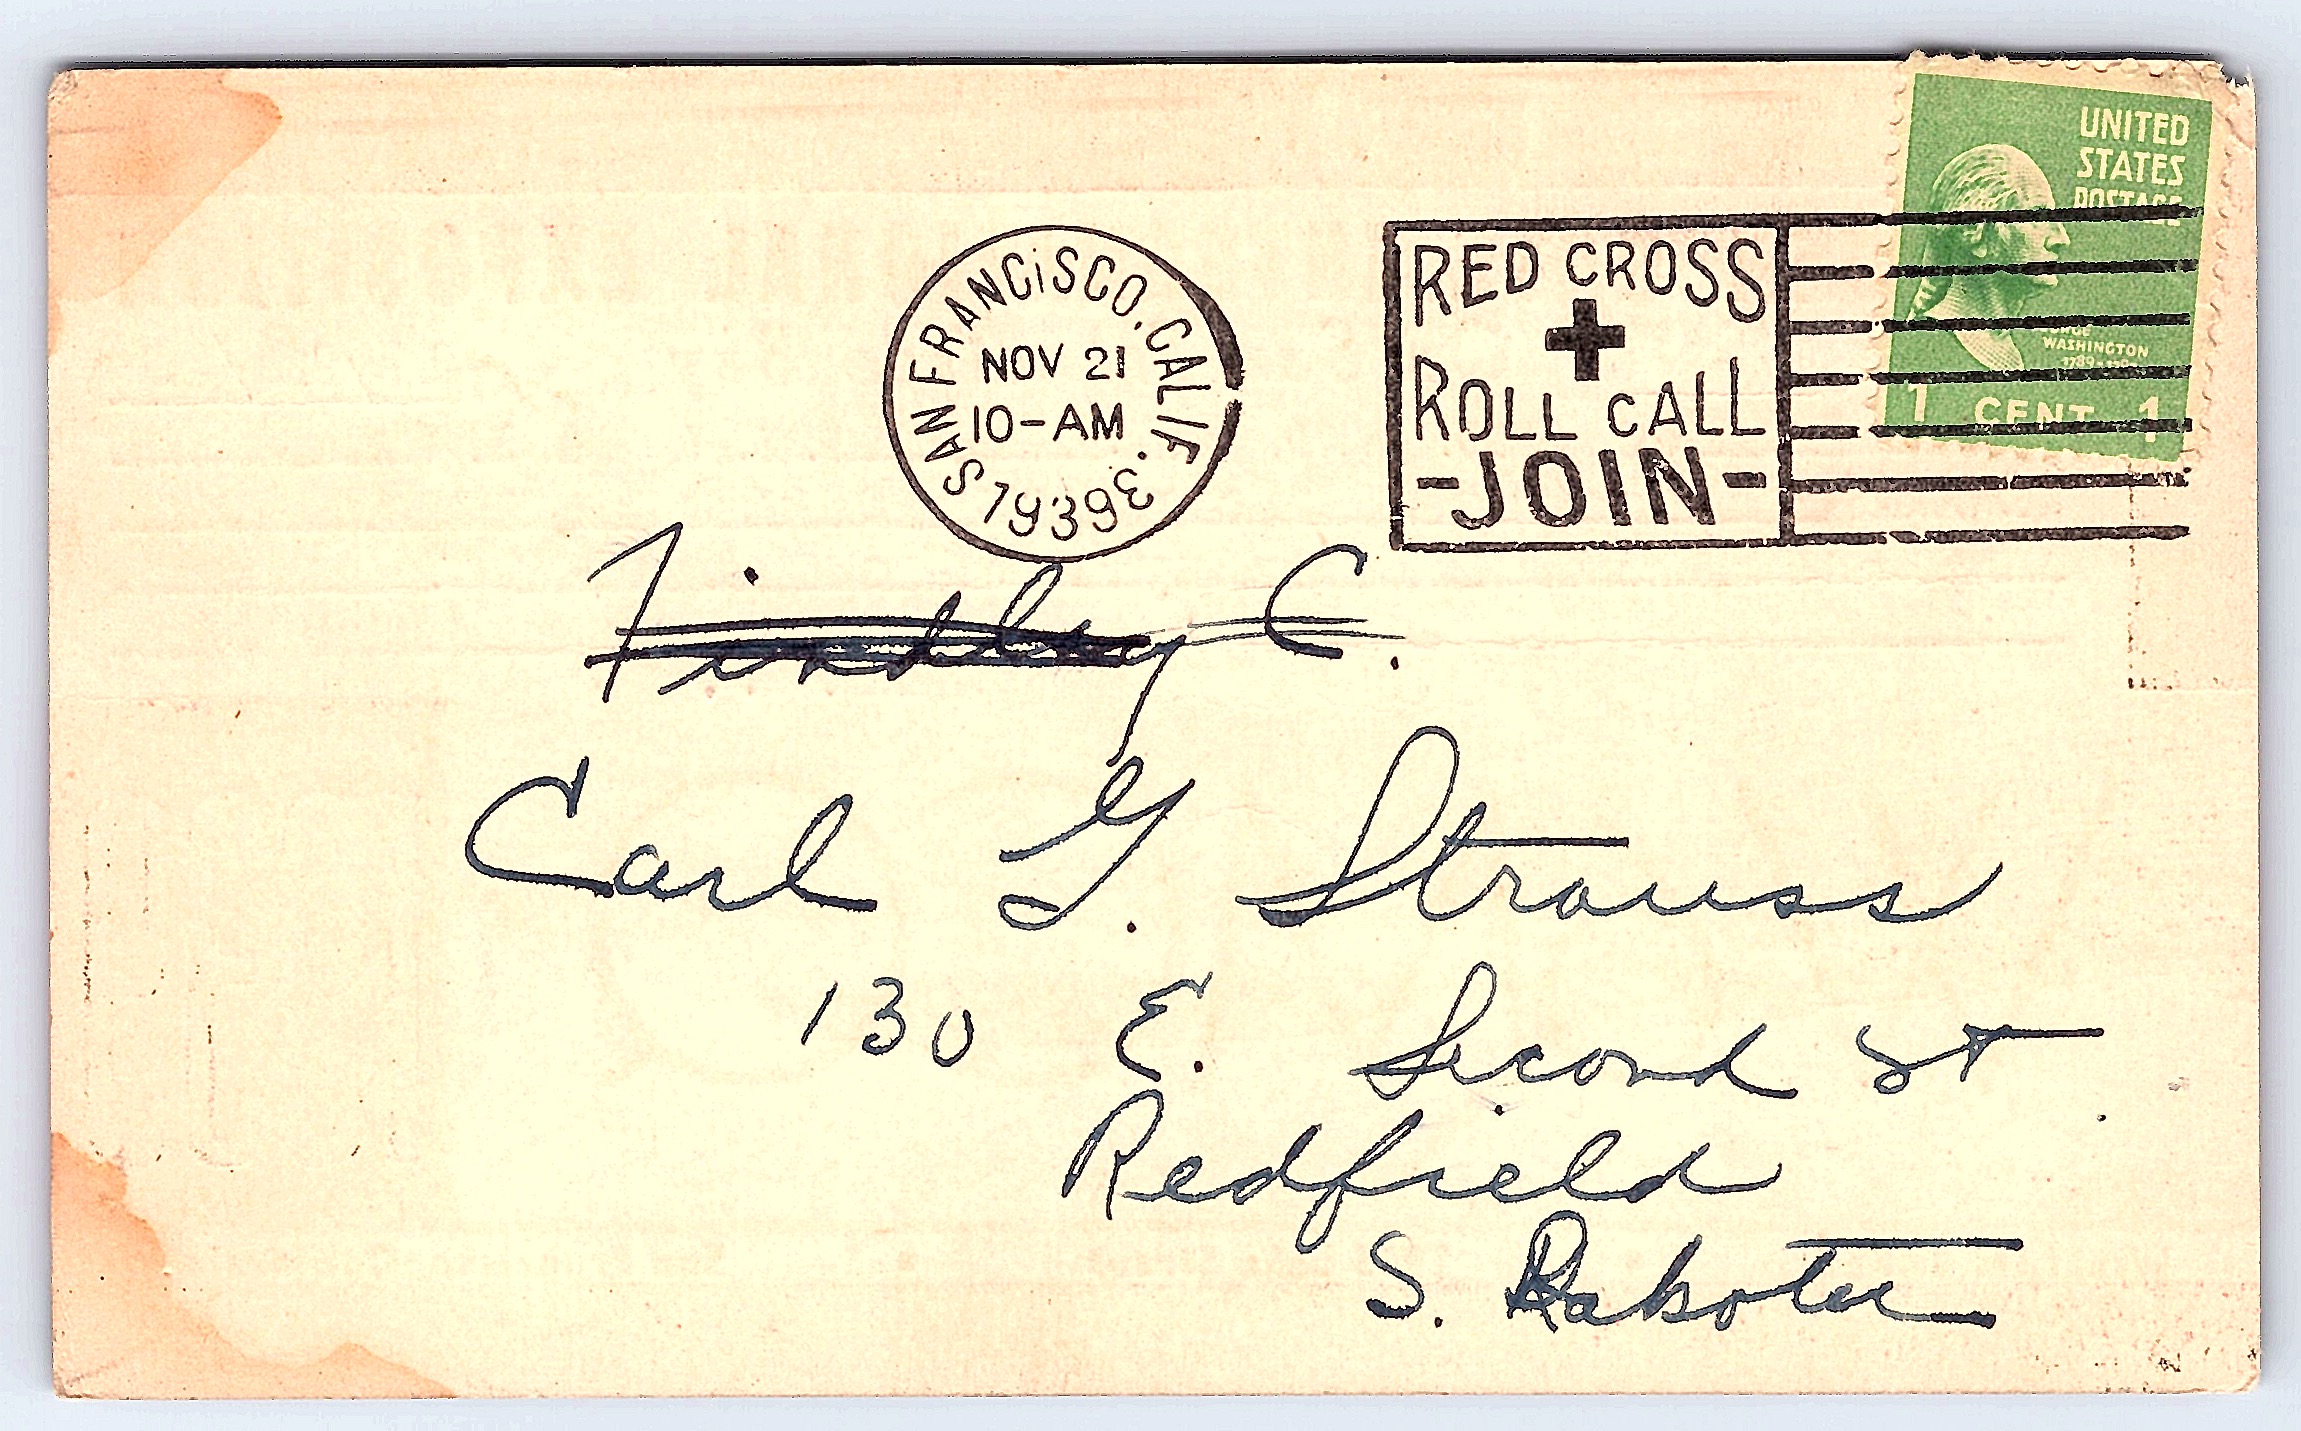 UNITED
STATES
POSTAGE
WASHINGTON
1 CENT 1
SAN FRANCISCO, CALIF. 3
NOV 21
10-AM
1939
RED CROSS
ROLL CALL
-JOIN-
Findley C.
Carl G. Strauss
130 E. Second St
Redfield
S. Dakota